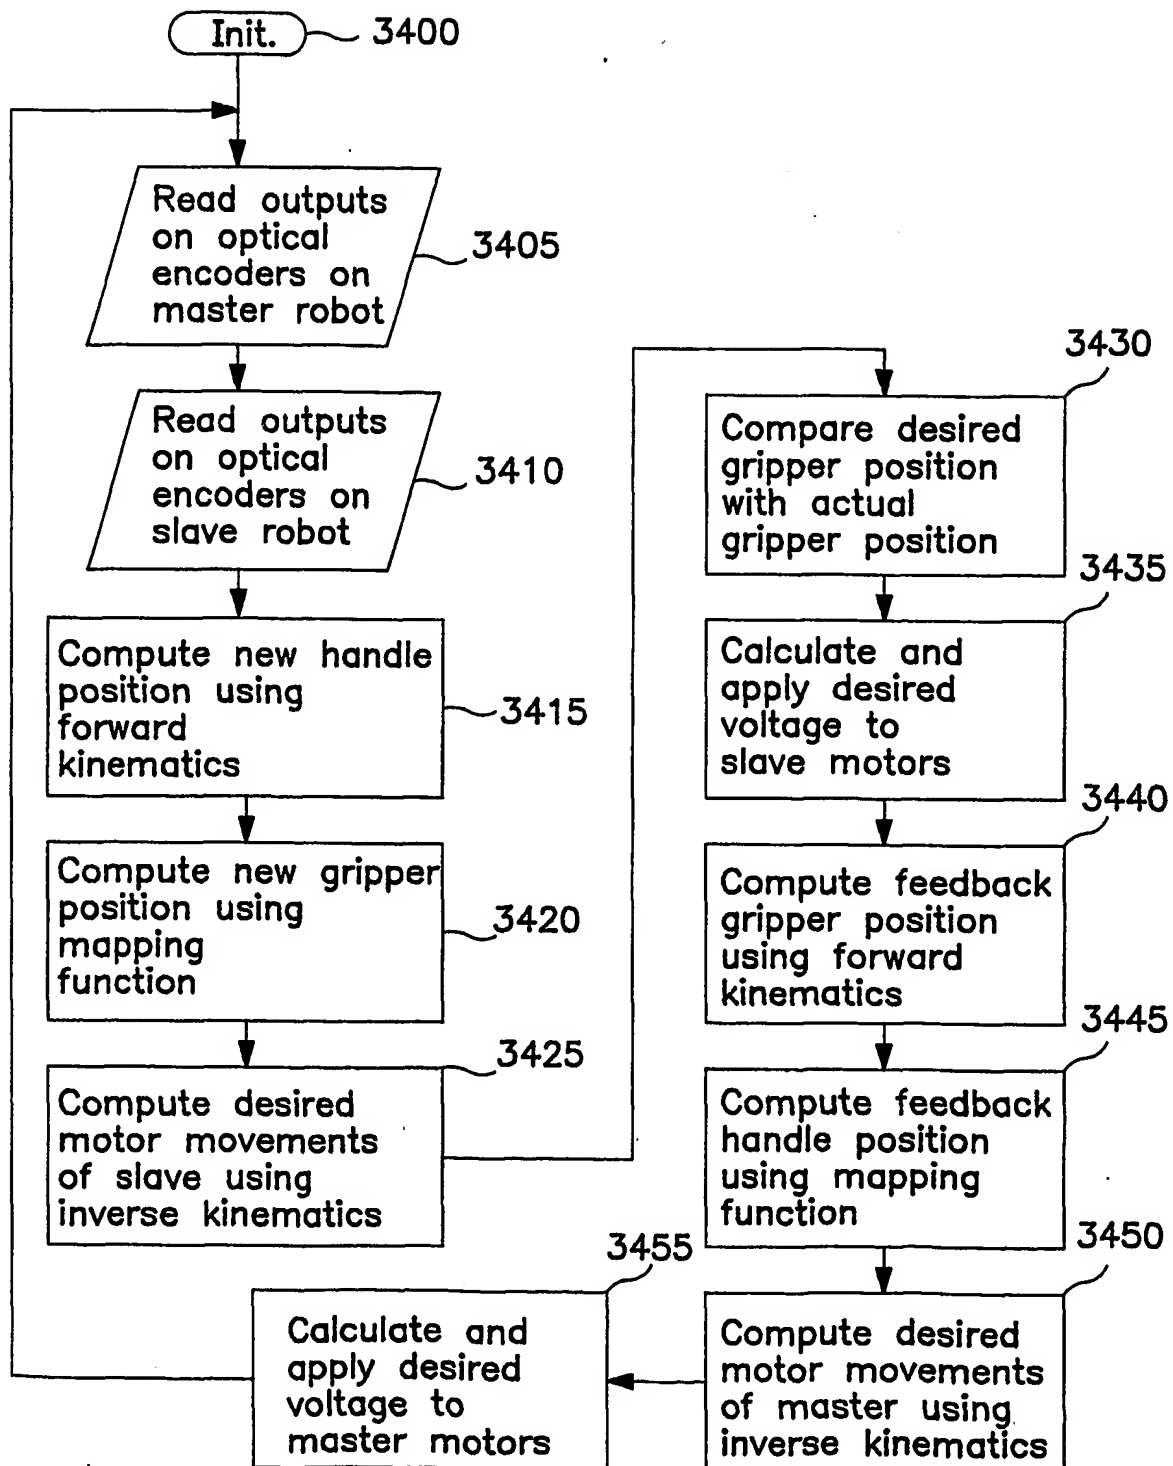 Init.
3400
Read outputs
on optical
encoders on
master robot
3405
Read outputs
on optical
encoders on
slave robot
3410
Compute new handle
position using
forward
kinematics
3415
Compute new gripper
position using
mapping
function
3420
Compute desired
motor movements
of slave using
inverse kinematics
3425
Compare desired
gripper position
with actual
gripper position
3430
Calculate and
apply desired
voltage to
slave motors
3435
Compute feedback
gripper position
using forward
kinematics
3440
Compute feedback
handle position
using mapping
function
3445
Compute desired
motor movements
of master using
inverse kinematics
3450
Calculate and
apply desired
voltage to
master motors
3455